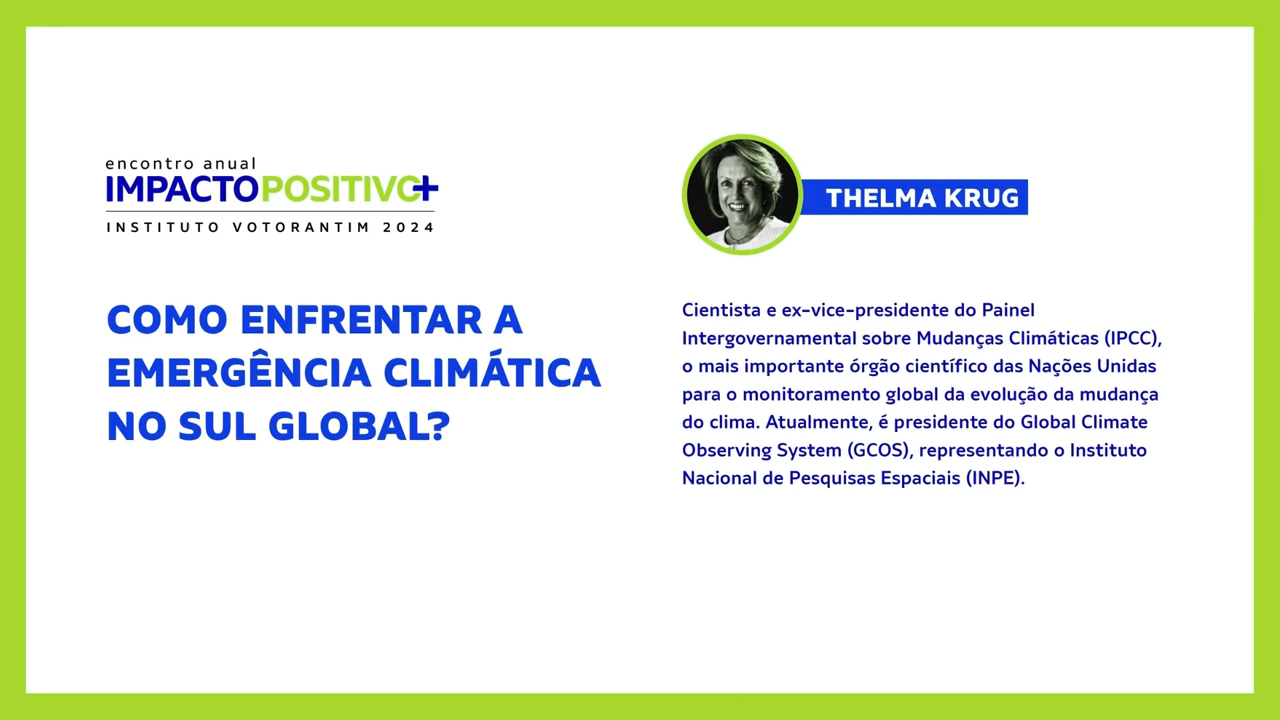 encontro anual
IMPACTOPOSITIVO+
INSTITUTO VOTORANTIM 2024
COMO ENFRENTAR A
EMERGÊNCIA CLIMÁTICA
NO SUL GLOBAL?
THELMA KRUG
Cientista e ex-vice-presidente do Painel
Intergovernamental sobre Mudanças Climáticas (IPCC),
o mais importante órgão científico das Nações Unidas
para o monitoramento global da evolução da mudança
do clima. Atualmente, é presidente do Global Climate
Observing System (GCOS), representando o Instituto
Nacional de Pesquisas Espaciais (INPE).